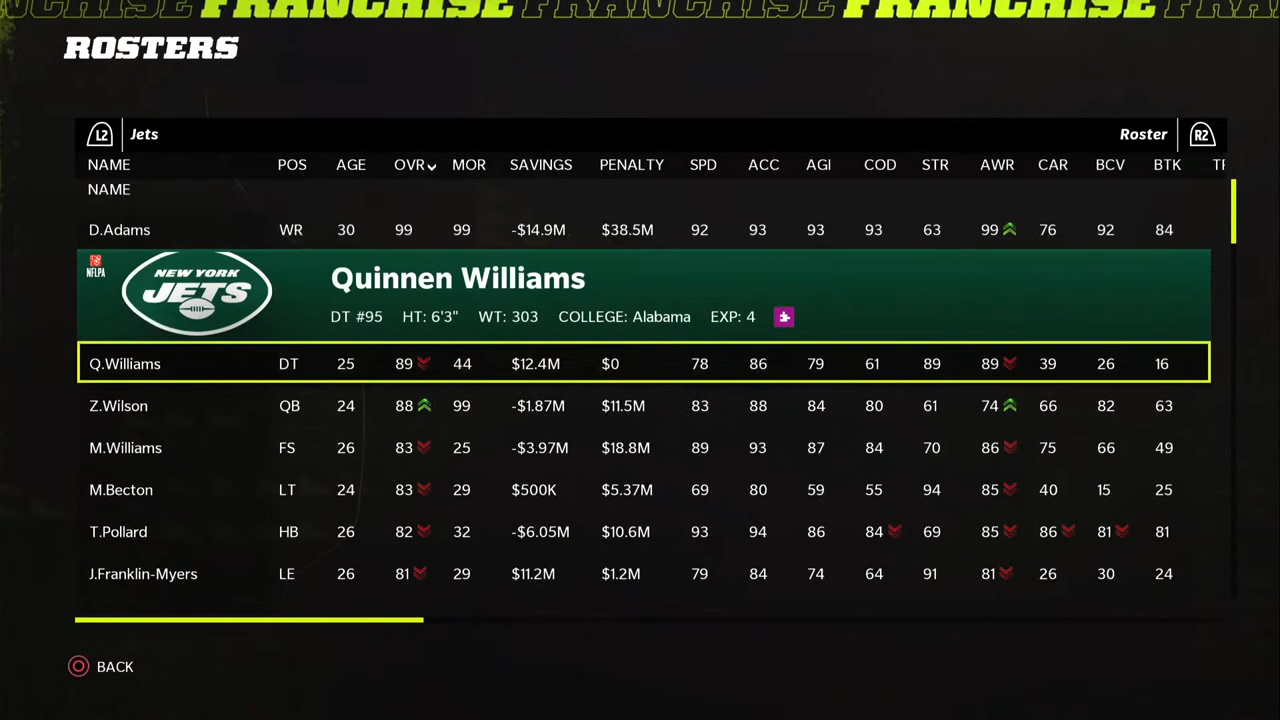 FRANCHISE FRANCHISE FRANCHISE FRANCHISE FRA
ROSTERS
L2 Jets Roster R2
NAME POS AGE OVR MOR SAVINGS PENALTY SPD ACC AGI COD STR AWR CAR BCV BTK
NAME
D.Adams WR 30 99 99 -$14.9M $38.5M 92 93 93 93 63 99 76 92 84
NFLPA NEW YORK JETS Quinnen Williams
DT #95 HT: 6'3" WT: 303 COLLEGE: Alabama EXP: 4
Q.Williams DT 25 89 44 $12.4M $0 78 86 79 61 89 89 39 26 16
Z.Wilson QB 24 88 99 -$1.87M $11.5M 83 88 84 80 61 74 66 82 63
M.Williams FS 26 83 25 -$3.97M $18.8M 89 93 87 84 70 86 75 66 49
M.Becton LT 24 83 29 $500K $5.37M 69 80 59 55 94 85 40 15 25
T.Pollard HB 26 82 32 -$6.05M $10.6M 93 94 86 84 69 85 86 81 81
J.Franklin-Myers LE 26 81 29 $11.2M $1.2M 79 84 74 64 91 81 26 30 24
BACK